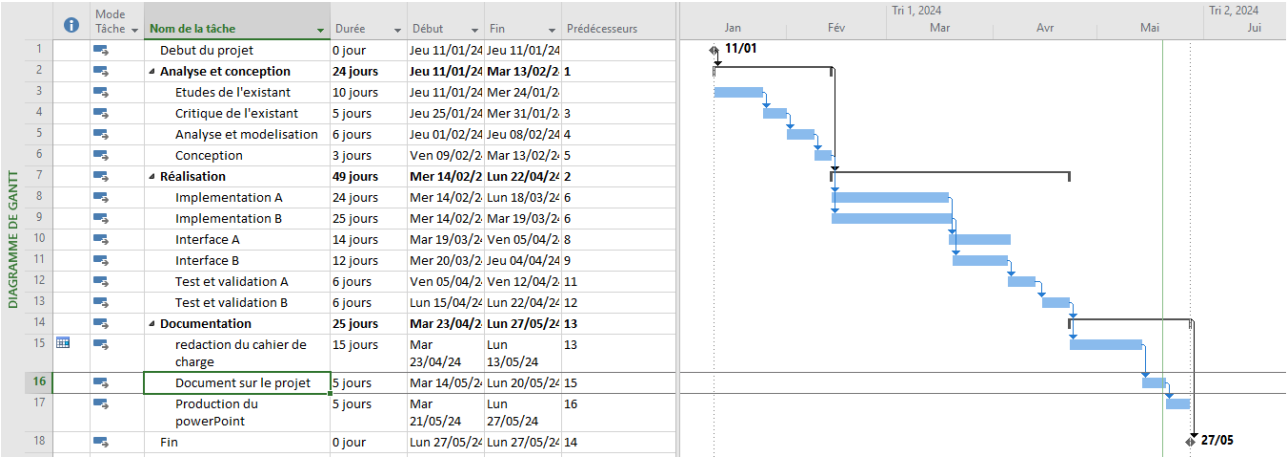 Tri 1, 2024 Tri 2, 2024
Mode
Tâche Nom de la tâche Durée Début Fin Prédécesseurs Jan Fév Mar Avr Mai Jui
DIAGRAMME DE GANTT
1 Debut du projet 0 jour Jeu 11/01/24 Jeu 11/01/24 11/01
2 Analyse et conception 24 jours Jeu 11/01/24 Mar 13/02/2 1
3 Etudes de l'existant 10 jours Jeu 11/01/24 Mer 24/01/2
4 Critique de l'existant 5 jours Jeu 25/01/24 Mer 31/01/2 3
5 Analyse et modelisation 6 jours Jeu 01/02/24 Jeu 08/02/24 4
6 Conception 3 jours Ven 09/02/2 Mar 13/02/2 5
7 Réalisation 49 jours Mer 14/02/2 Lun 22/04/24 2
8 Implementation A 24 jours Mer 14/02/2 Lun 18/03/24 6
9 Implementation B 25 jours Mer 14/02/2 Mar 19/03/2 6
10 Interface A 14 jours Mar 19/03/2 Ven 05/04/2 8
11 Interface B 12 jours Mer 20/03/2 Jeu 04/04/24 9
12 Test et validation A 6 jours Ven 05/04/2 Ven 12/04/2 11
13 Test et validation B 6 jours Lun 15/04/24 Lun 22/04/24 12
14 Documentation 25 jours Mar 23/04/2 Lun 27/05/24 13
15 redaction du cahier de 15 jours Mar Lun 13
charge 23/04/24 13/05/24
16 Document sur le projet 5 jours Mar 14/05/2 Lun 20/05/24 15
17 Production du 5 jours Mar Lun 16
powerPoint 21/05/24 27/05/24
18 Fin 0 jour Lun 27/05/24 Lun 27/05/24 14 27/05